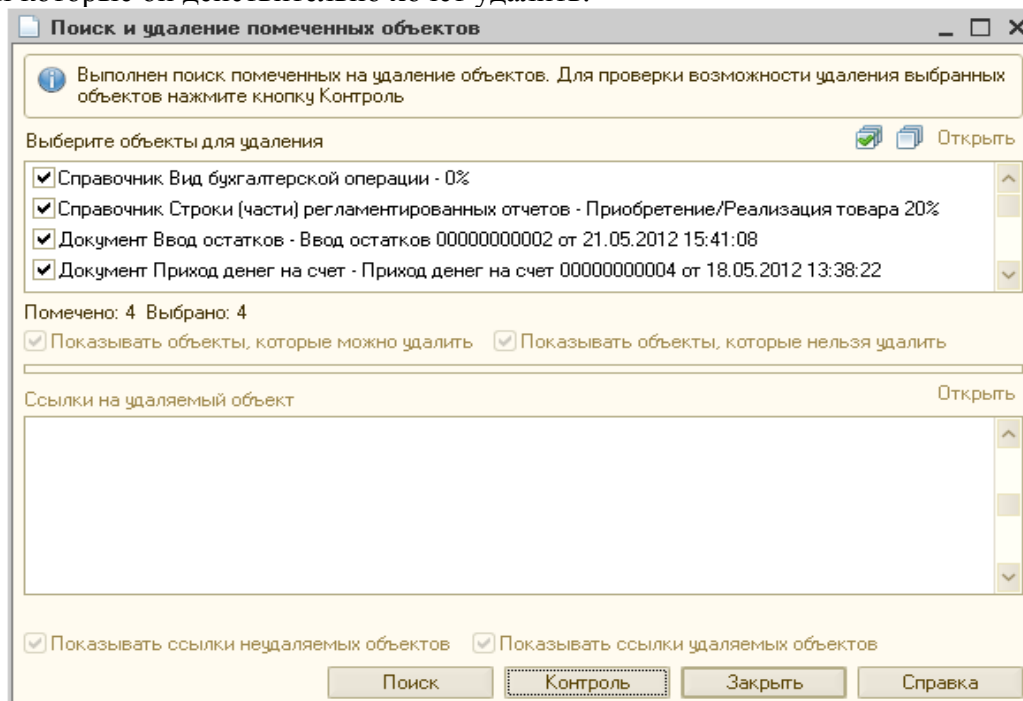 которые он действительно хочет удалить.
Поиск и удаление помеченных объектов
Выполнен поиск помеченных на удаление объектов. Для проверки возможности удаления выбранных
объектов нажмите кнопку Контроль
Выберите объекты для удаления
Открыть
Справочник Вид бухгалтерской операции - 0%
Справочник Строки (части) регламентированных отчетов - Приобретение/Реализация товара 20%
Документ Ввод остатков - Ввод остатков 00000000002 от 21.05.2012 15:41:08
Документ Приход денег на счет - Приход денег на счет 00000000004 от 18.05.2012 13:38:22
Помечено: 4 Выбрано: 4
Показывать объекты, которые можно удалить Показывать объекты, которые нельзя удалить
Открыть
Ссылки на удаляемый объект
Показывать ссылки неудаляемых объектов Показывать ссылки удаляемых объектов
Поиск Контроль Закрыть Справка